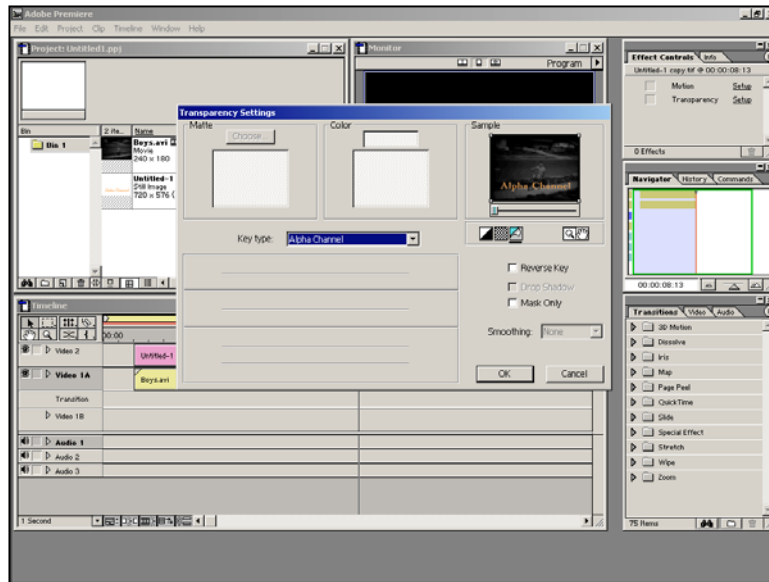 Adobe Premiere
File Edit Project Clip Timeline Window Help
Project: Untitled1.ppj
Monitor
Program
Effect Controls Info
Untitled-1 copy tif @ 00:00:08:13
Motion Setup
Transparency Setup
0 Effects
Bin
2 ite... Name
Bin 1
Boys.avi
Movie
240 x 180
Untitled-1
Still Image
720 x 576 (
Transparency Settings
Matte
Choose...
Color
Sample
Alpha Channel
Key type: Alpha Channel
Reverse Key
Drop Shadow
Mask Only
Smoothing: None
OK Cancel
Navigator History Commands
00:00:08:13
Timeline
00:00
Video 2
Untitled-1
Video 1A
Boys.avi
Transition
Video 1B
Audio 1
Audio 2
Audio 3
1 Second
Transitions Video Audio
3D Motion
Dissolve
Iris
Map
Page Peel
QuickTime
Slide
Special Effect
Stretch
Wipe
Zoom
75 Items